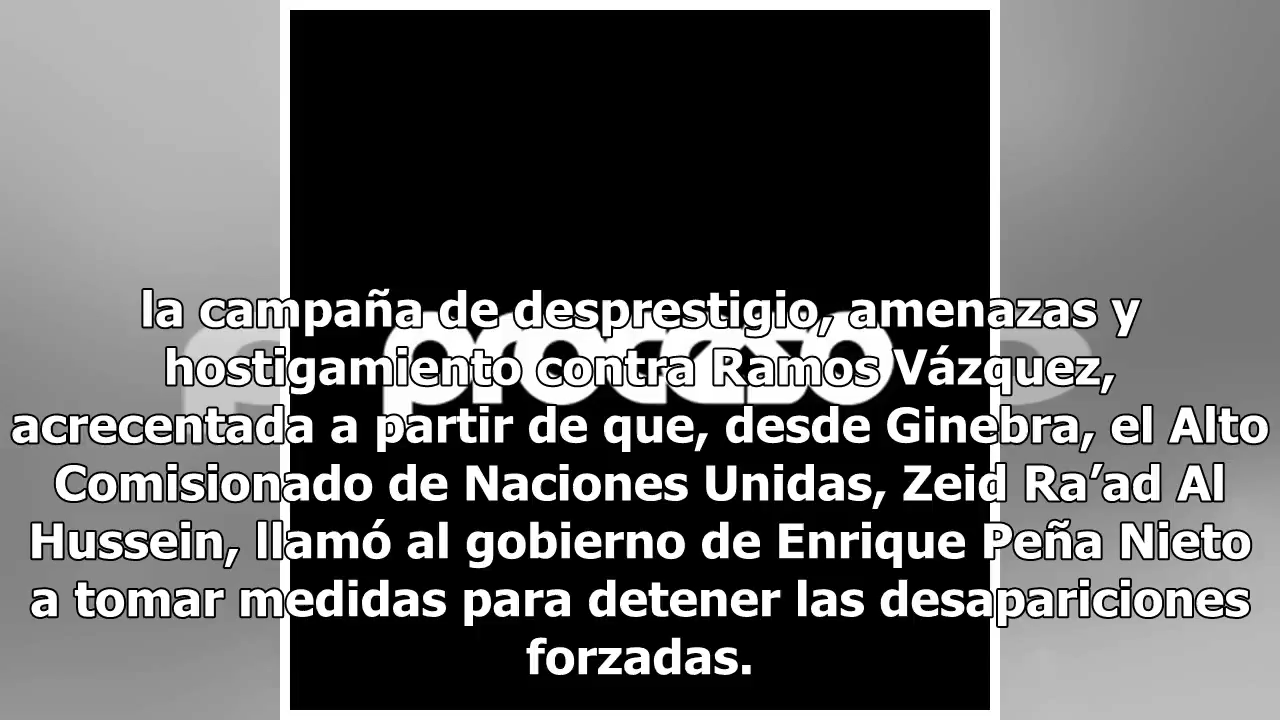 la campaña de desprestigio, amenazas y
hostigamiento contra Ramos Vázquez,
proceso
acrecentada a partir de que, desde Ginebra, el Alto
Comisionado de Naciones Unidas, Zeid Ra’ad Al
Hussein, llamó al gobierno de Enrique Peña Nieto
a tomar medidas para detener las desapariciones
forzadas.